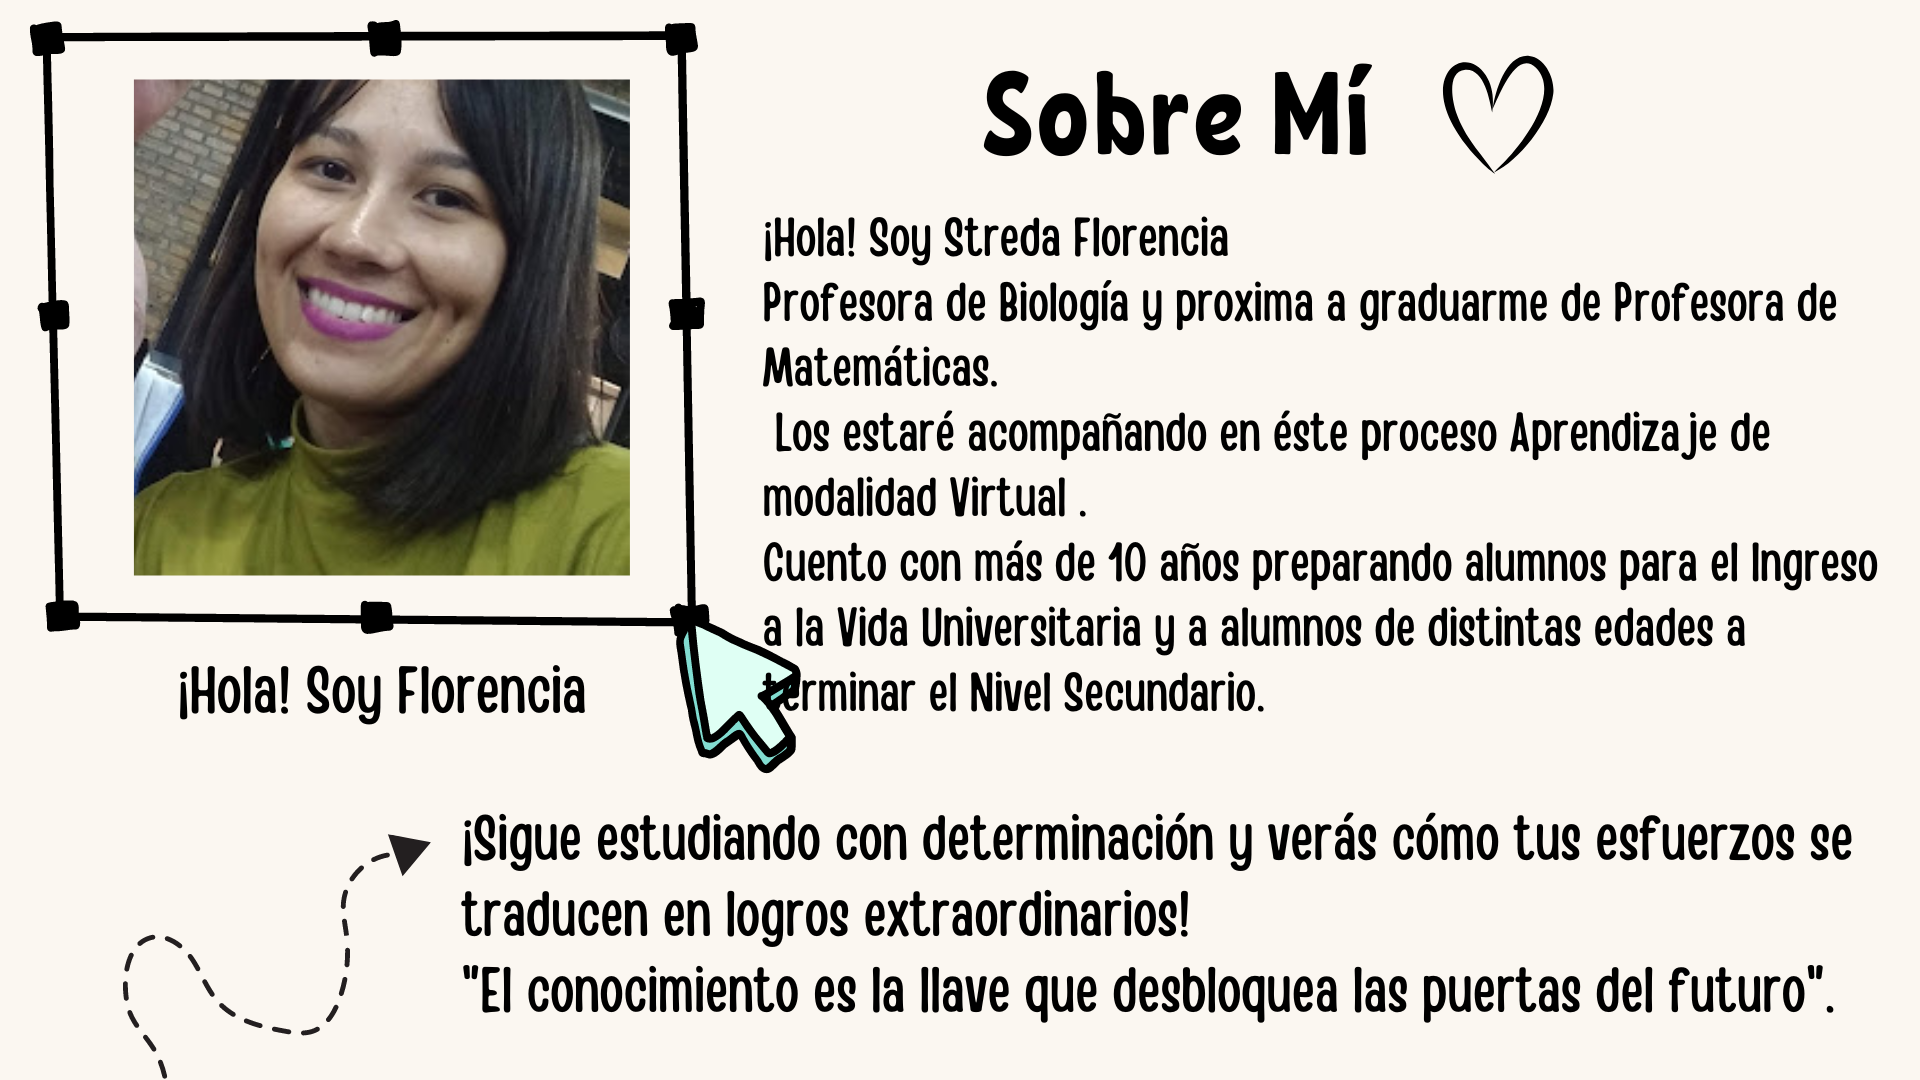 Sobre Mí
¡Hola! Soy Streda Florencia
Profesora de Biología y proxima a graduarme de Profesora de
Matemáticas.
Los estaré acompañando en éste proceso Aprendizaje de
modalidad Virtual .
Cuento con más de 10 años preparando alumnos para el Ingreso
a la Vida Universitaria y a alumnos de distintas edades a
terminar el Nivel Secundario.
¡Hola! Soy Florencia
¡Sigue estudiando con determinación y verás cómo tus esfuerzos se
traducen en logros extraordinarios!
"El conocimiento es la llave que desbloquea las puertas del futuro".